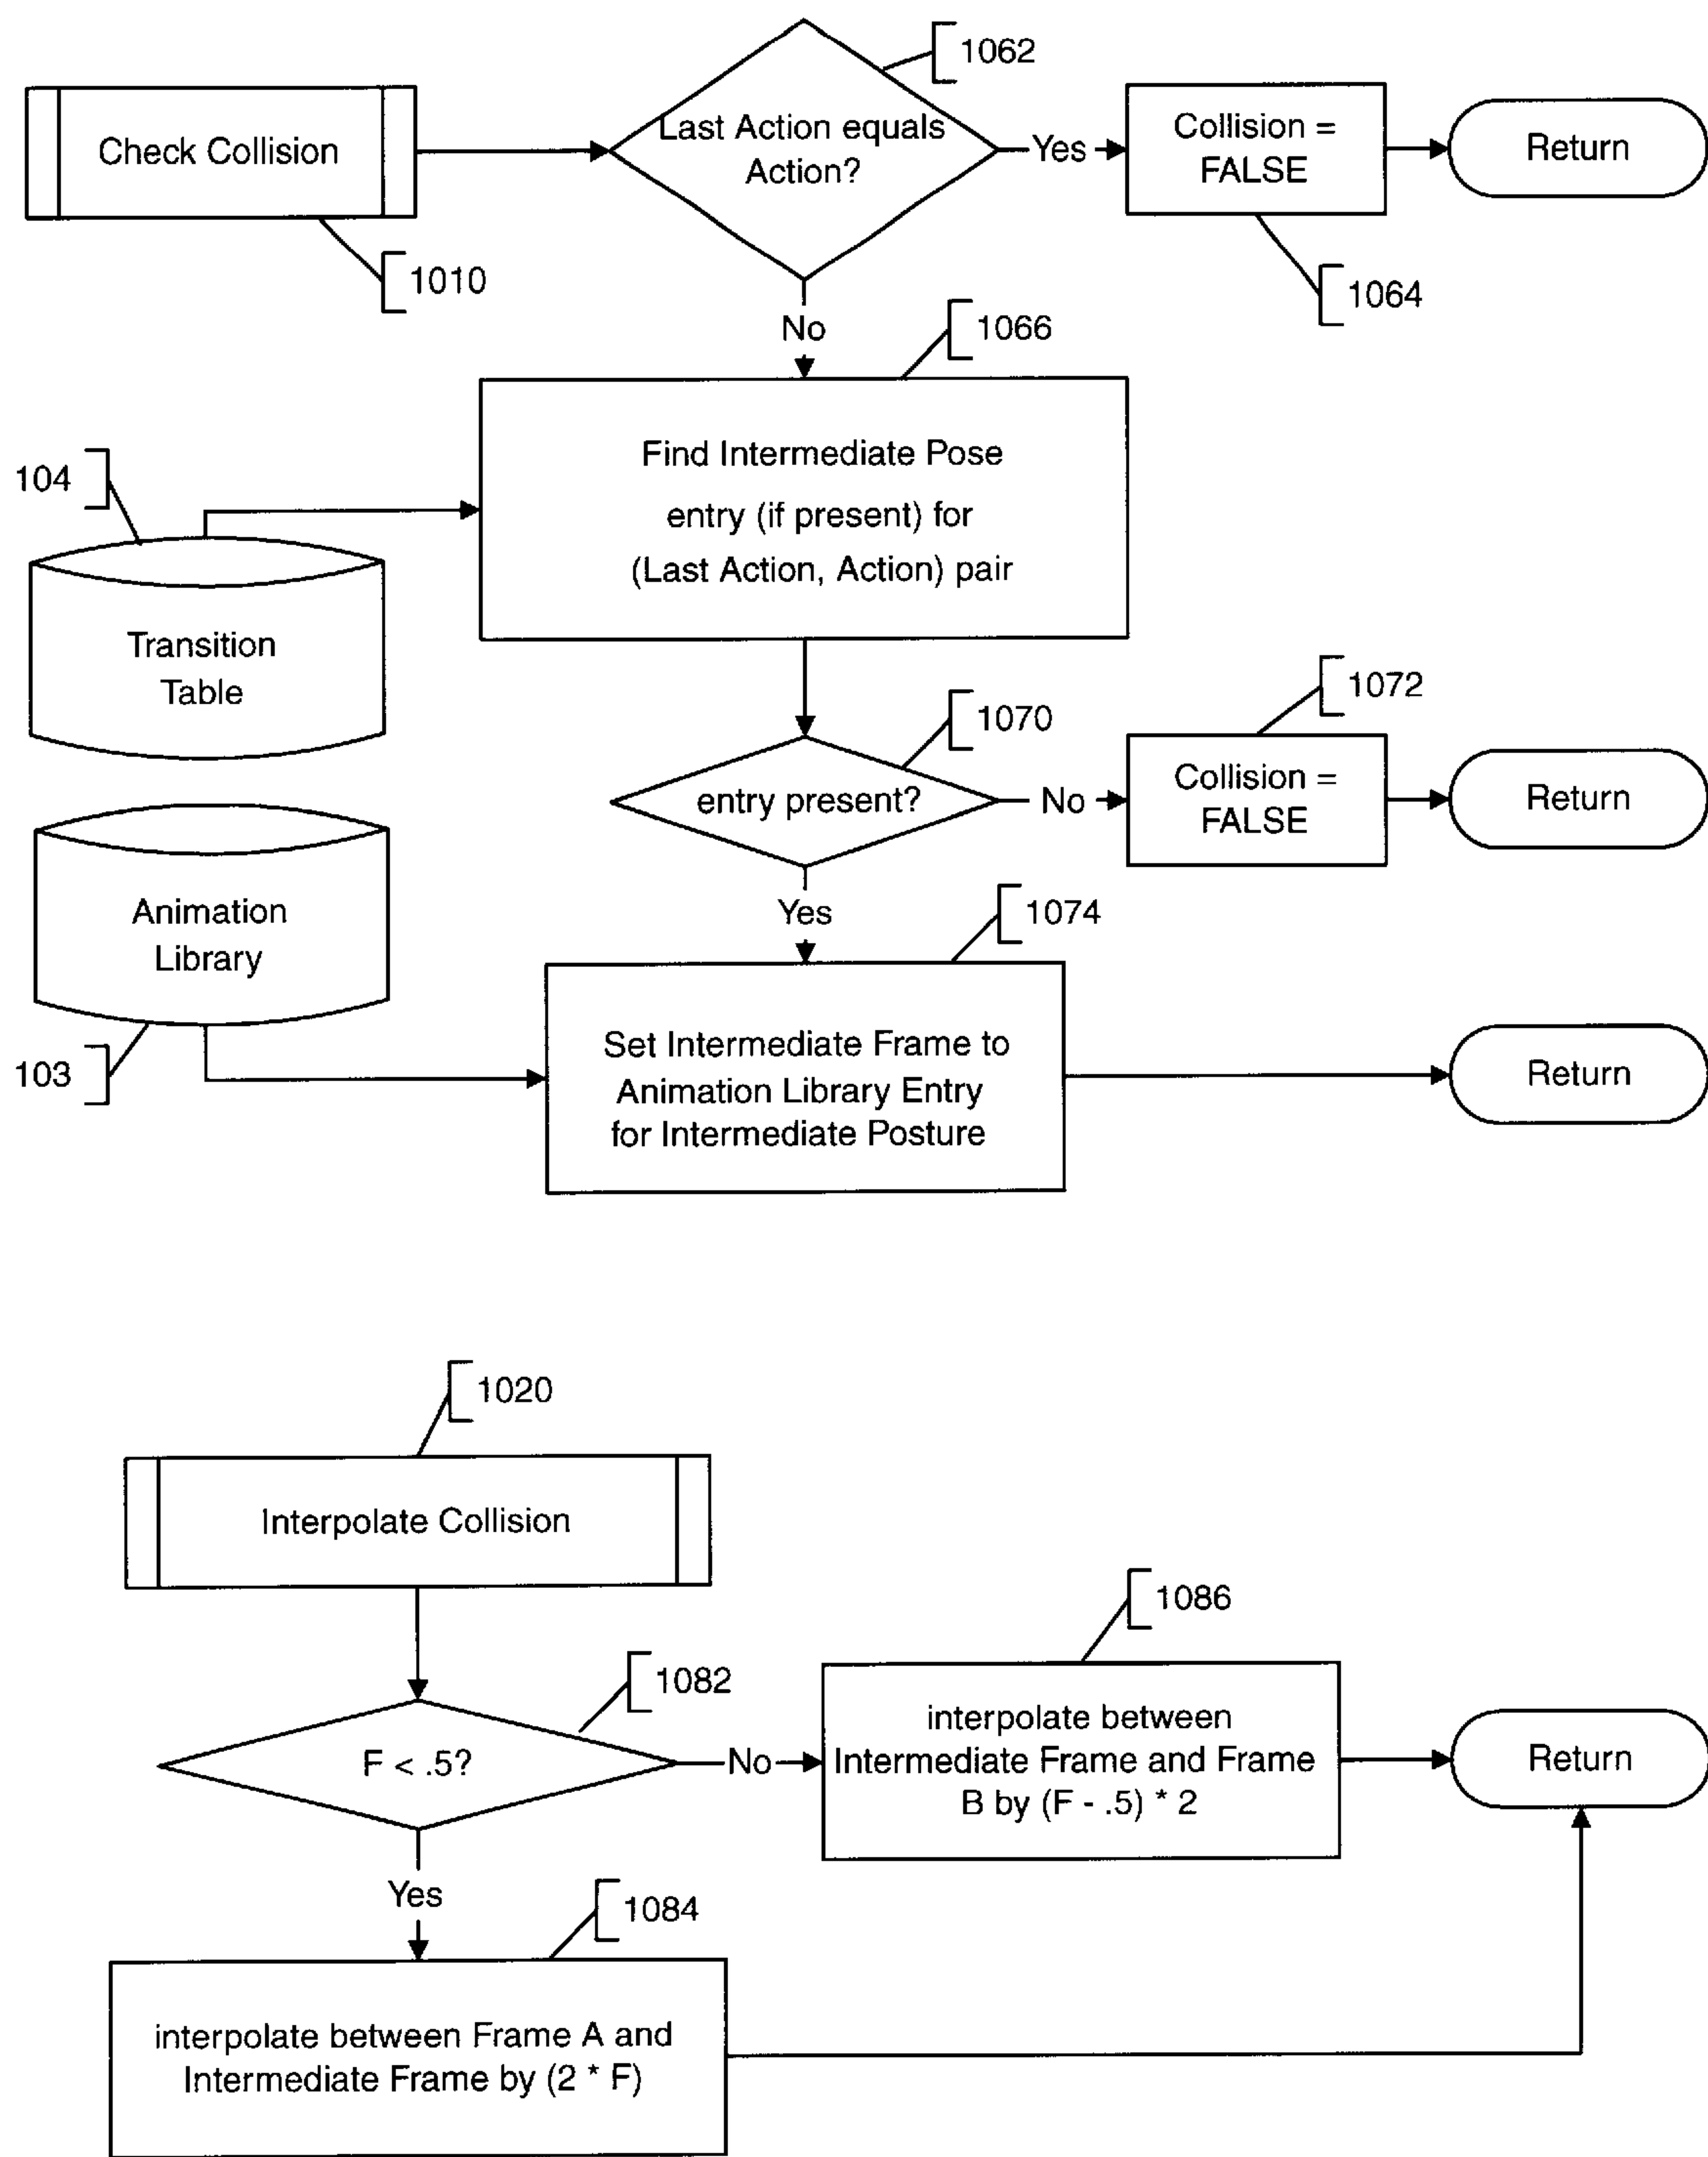 1062
Check Collision
Last Action equals
Action?
Yes
Collision =
FALSE
Return
1010
1064
No
1066
Find Intermediate Pose
entry (if present) for
(Last Action, Action) pair
104
Transition
Table
1070
1072
entry present?
No
Collision =
FALSE
Return
Yes
1074
Animation
Library
103
Set Intermediate Frame to
Animation Library Entry
for Intermediate Posture
Return
1020
Interpolate Collision
1086
1082
F < .5?
No
interpolate between
Intermediate Frame and Frame
B by (F - .5) * 2
Return
Yes
1084
interpolate between Frame A and
Intermediate Frame by (2 * F)